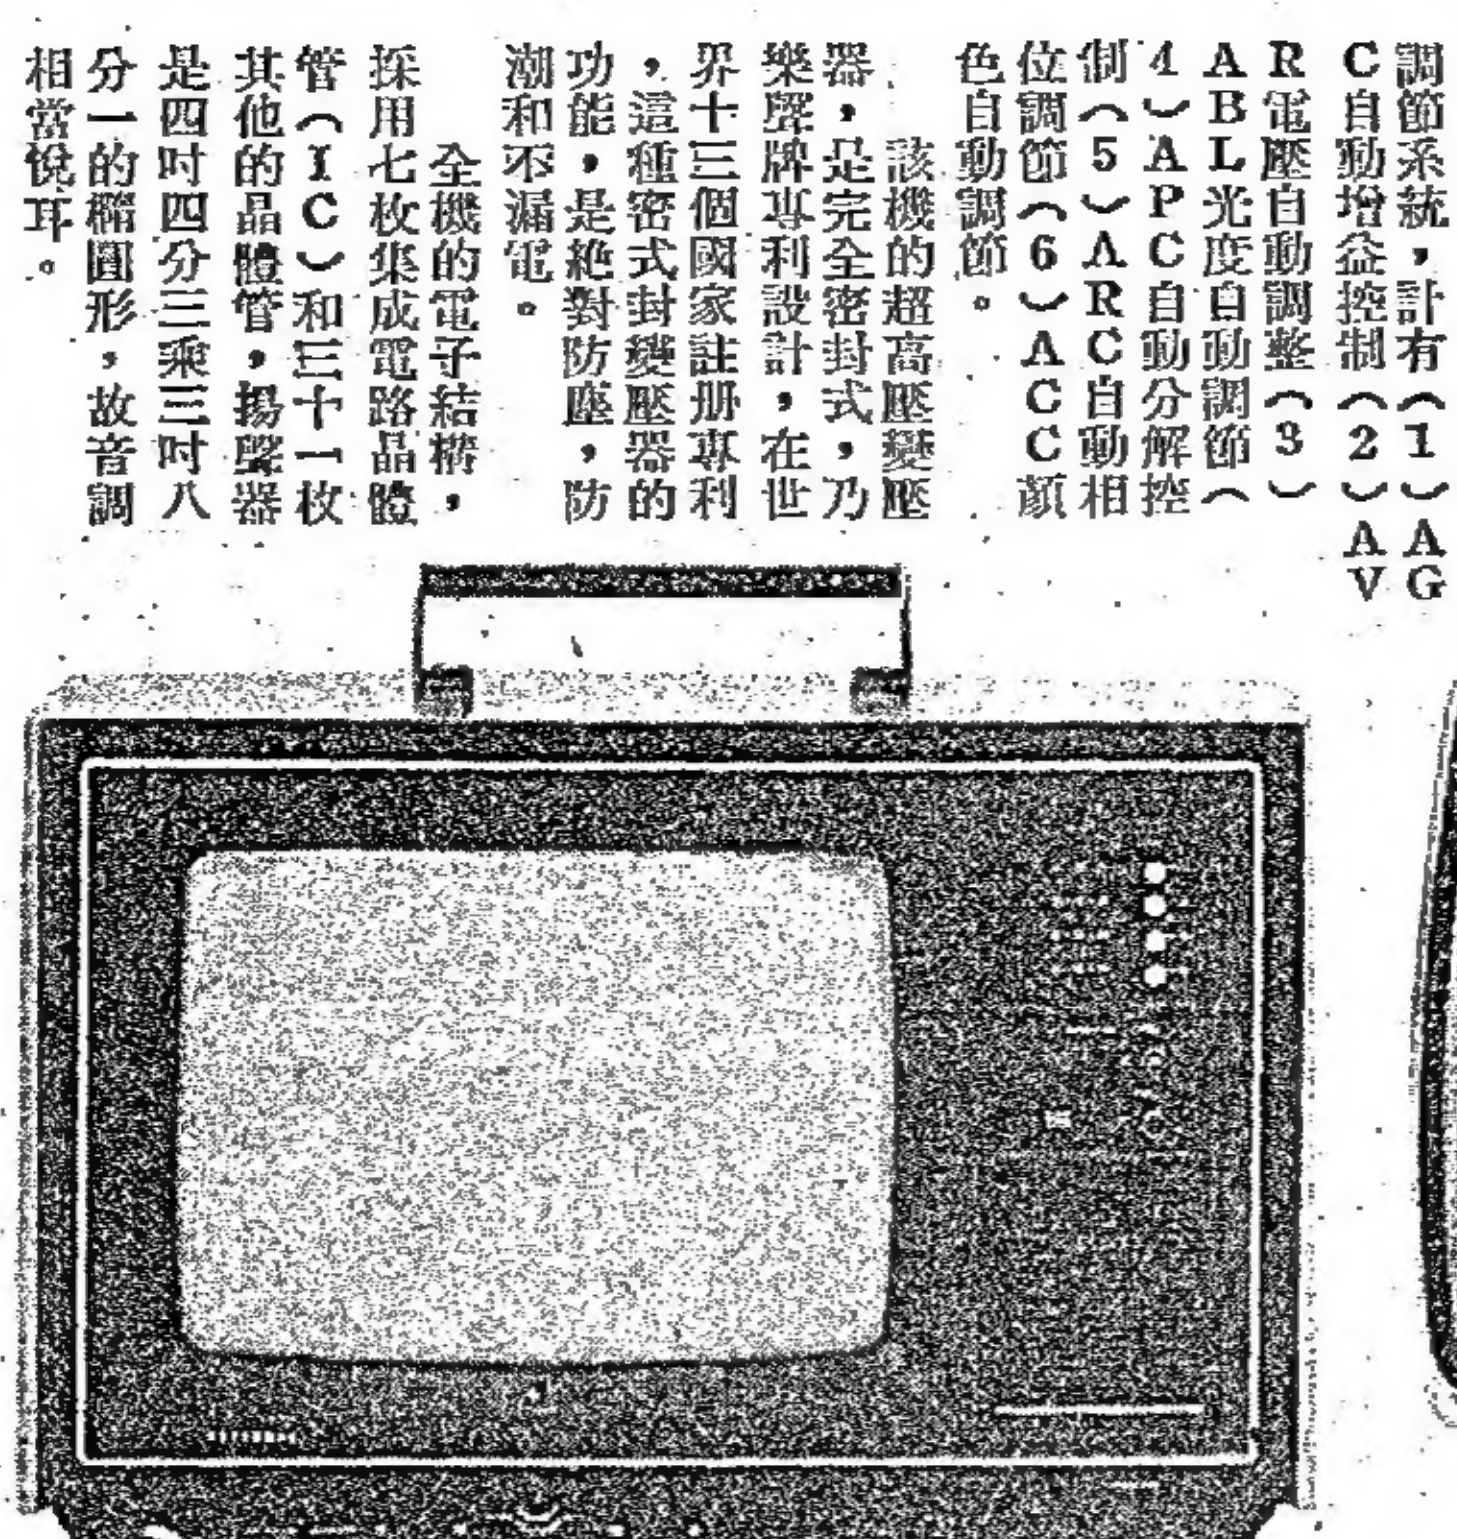 調節系統，計有（1）AG
C自動增益控制（2）AV
R電壓自動調整（3）
ABL光度自動調節（
4）APC自動分解控
制（5）ARC自動相
位調節（6）ACC顏
色自動調節。
該機的超高壓變壓
器，是完全密封式，乃
樂聲牌專利設計，在世
界十三個國家註册專利
，這種密式封變壓器的
功能，是絶對防塵，防
潮和不漏電。
全機的電子結構，
採用七枚集成電路晶體
管（IC）和三十一枚
其他的晶體管，揚聲器
是四吋四分三乘三吋八
分一的橢圓形，故音調
相當悅耳。